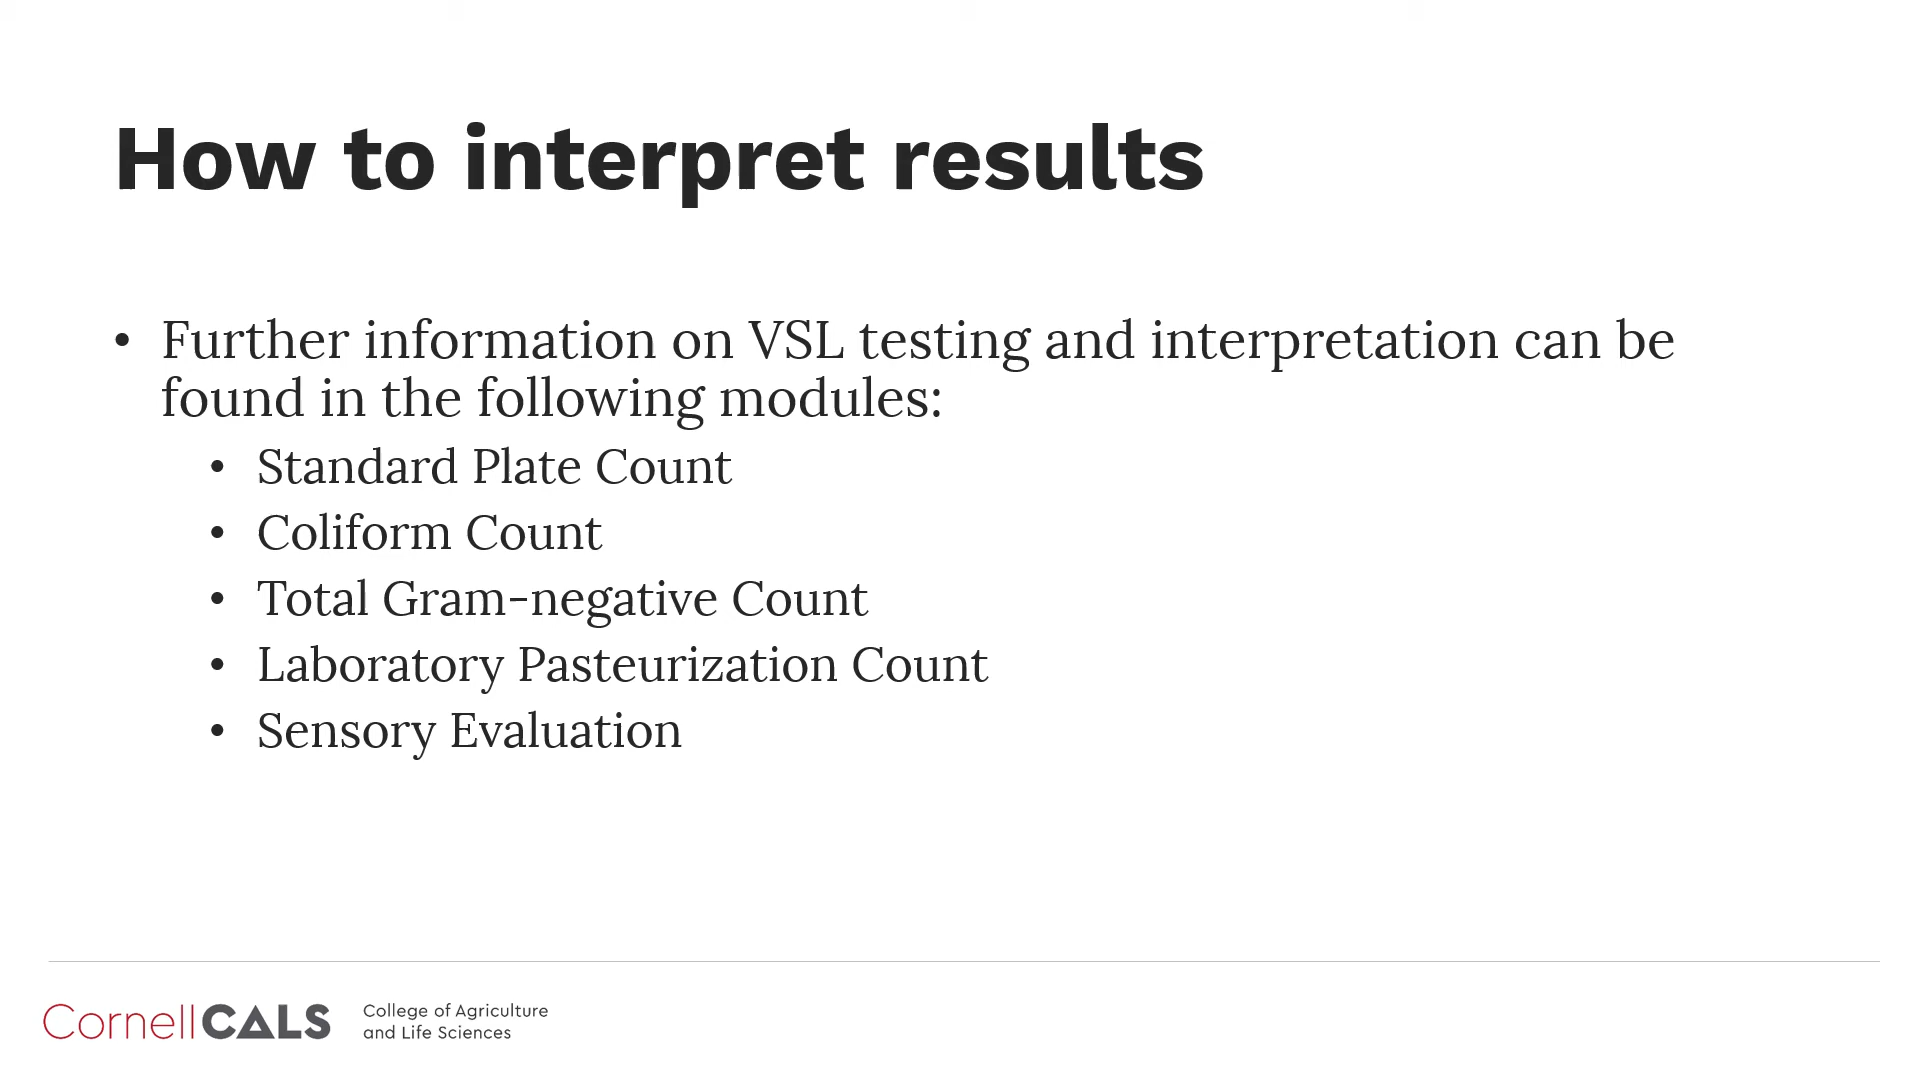 How to interpret results
• Further information on VSL testing and interpretation can be
found in the following modules:
• Standard Plate Count
• Coliform Count
• Total Gram-negative Count
• Laboratory Pasteurization Count
• Sensory Evaluation
CornellCALS
College of Agriculture
and Life Sciences